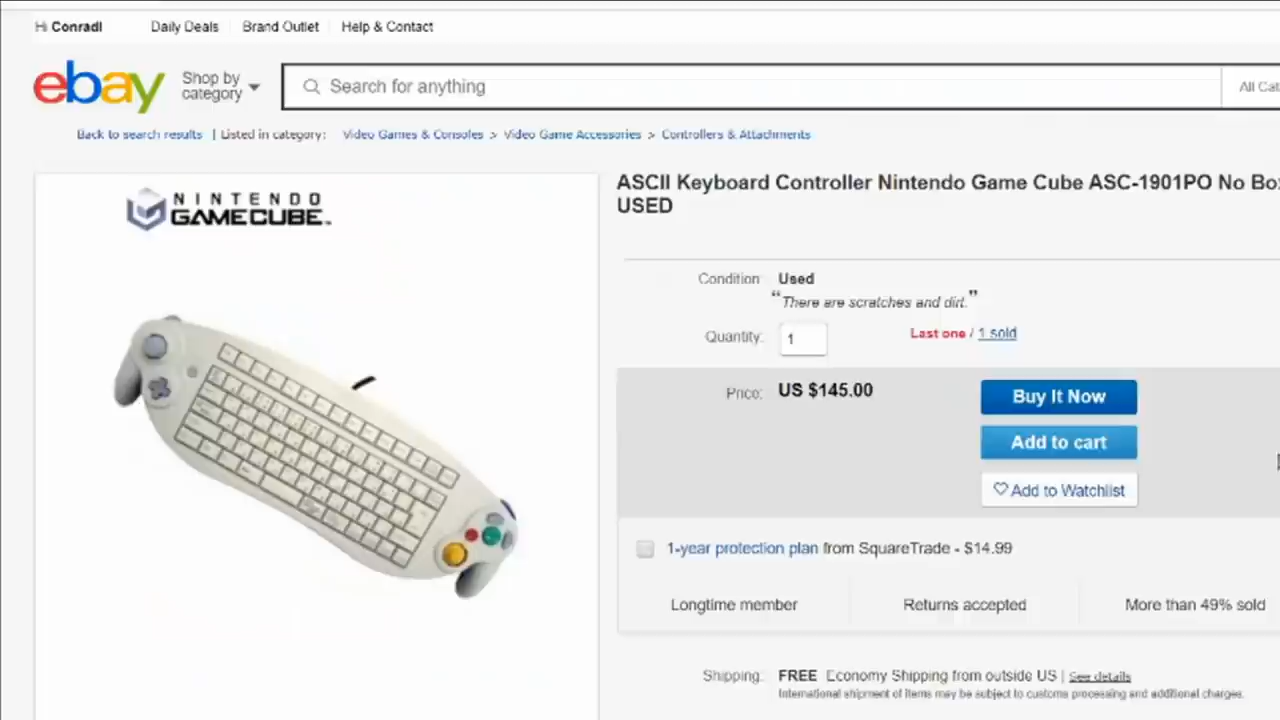 Hi Conrad!
Daily Deals
Brand Outlet
Help & Contact
ebay
Shop by category
Search for anything
All Cat
Back to search results | Listed in category: Video Games & Consoles > Video Game Accessories > Controllers & Attachments
NINTENDO
GAMECUBE™
ASCII Keyboard Controller Nintendo Game Cube ASC-1901PO No Box
USED
Condition: Used
"There are scratches and dirt."
Quantity: 1
Last one / 1 sold
Price: US $145.00
Buy It Now
Add to cart
Add to Watchlist
1-year protection plan from SquareTrade - $14.99
Longtime member
Returns accepted
More than 49% sold
Shipping: FREE Economy Shipping from outside US | See details
International shipment of items may be subject to customs processing and additional charges.